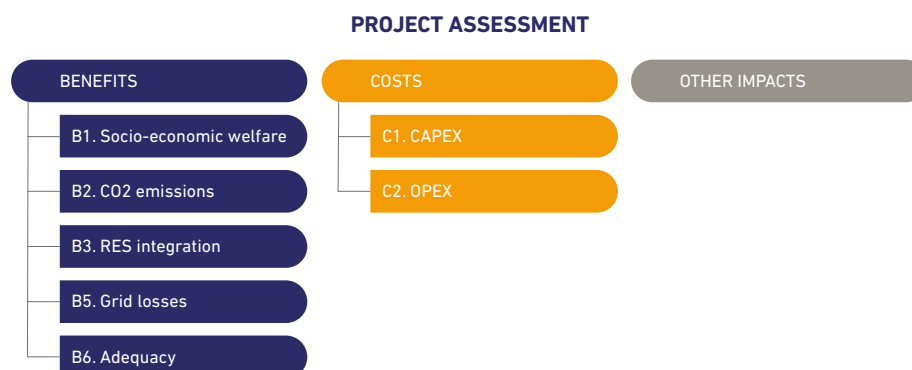 PROJECT ASSESSMENT
BENEFITS
B1. Socio-economic welfare
B2. CO2 emissions
B3. RES integration
B5. Grid losses
B6. Adequacy
COSTS
C1. CAPEX
C2. OPEX
OTHER IMPACTS